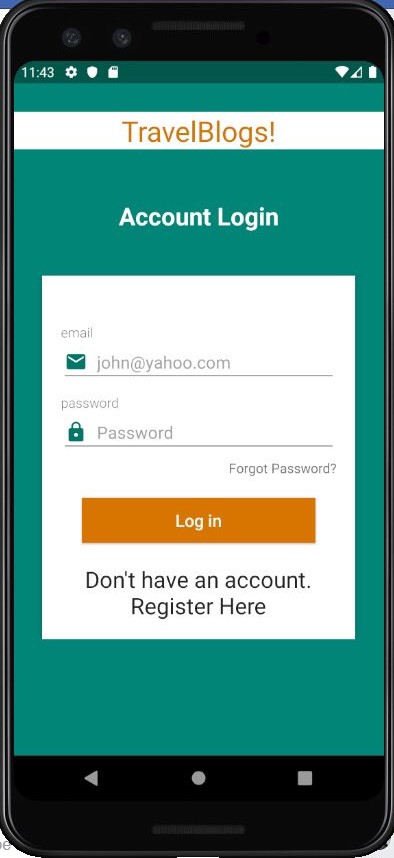 11:43
TravelBlogs!
Account Login
email
john@yahoo.com
password
Password
Forgot Password?
Log in
Don't have an account.
Register Here